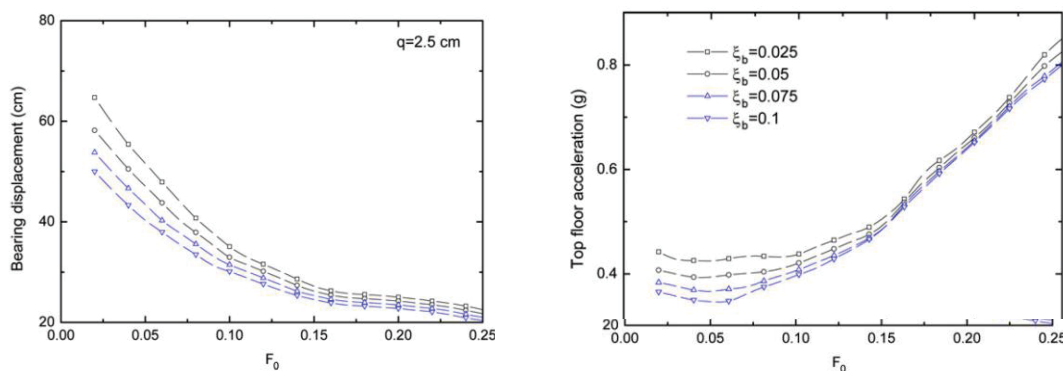 80
60
40
20
Bearing displacement (cm)
q=2.5 cm
0.00 0.05 0.10 0.15 0.20 0.25
F₀
0.8
0.6
0.4
20
Top floor acceleration (g)
ξb=0.025
ξb=0.05
ξb=0.075
ξb=0.1
0.00 0.05 0.10 0.15 0.20 0.25
F₀